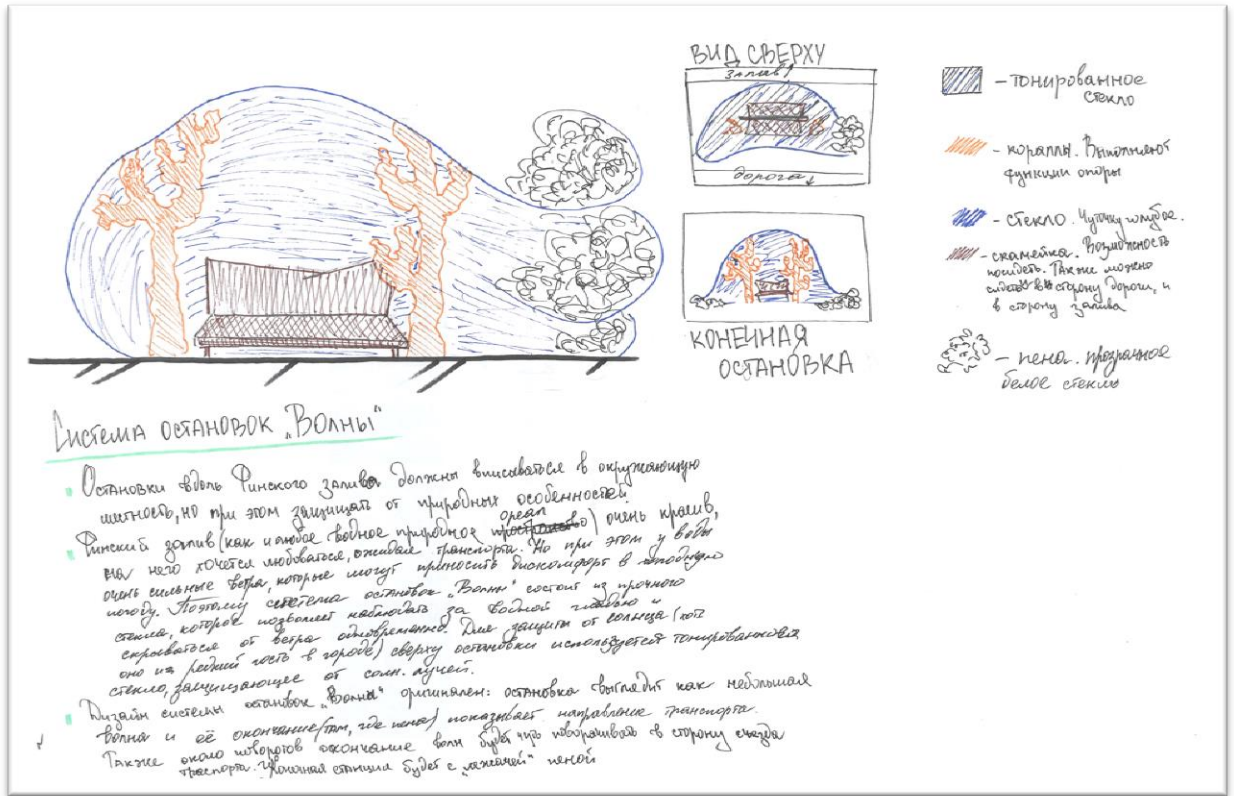 ВИД СВЕРХУ
залив↑
дорога↓
КОНЕЧНАЯ
ОСТАНОВКА
- тонированное
стекло
- кораллы. Выполняют
функции опоры
- стекло. Чуточку голубое.
- скамейка. Возможность
посидеть. Также можно
сидеть в сторону дороги, и
в сторону залива
- пена. прозрачное
белое стекло
Система остановок „Волны“
Остановки вдоль Финского залива должны вписываться в окружающую
местность, но при этом защищать от природных особенностей.
ореал
Финский залив (как и любое водное природное пространство) очень красив,
на него хочется любоваться, ожидая транспорта. Но при этом у воды
очень сильные ветра, которые могут приносить дискомфорт в холодную
погоду. Поэтому система остановок „Волны“ состоит из прочного
стекла, которое позволяет наблюдать за водной гладью и
скрываться от ветра одновременно. Для защиты от солнца (хоть
оно и редкий гость в городе) сверху остановки используется тонированное
стекло, защищающее от солн. лучей.
Дизайн системы остановок „Волны“ оригинален: остановка выглядит как небольшая
волна и её окончание (там, где пена) показывает направление транспорта.
Также около поворотов окончание волн будет чуть поворачивать в сторону съезда
траспорта. Конечная станция будет с „лежачей“ пеной